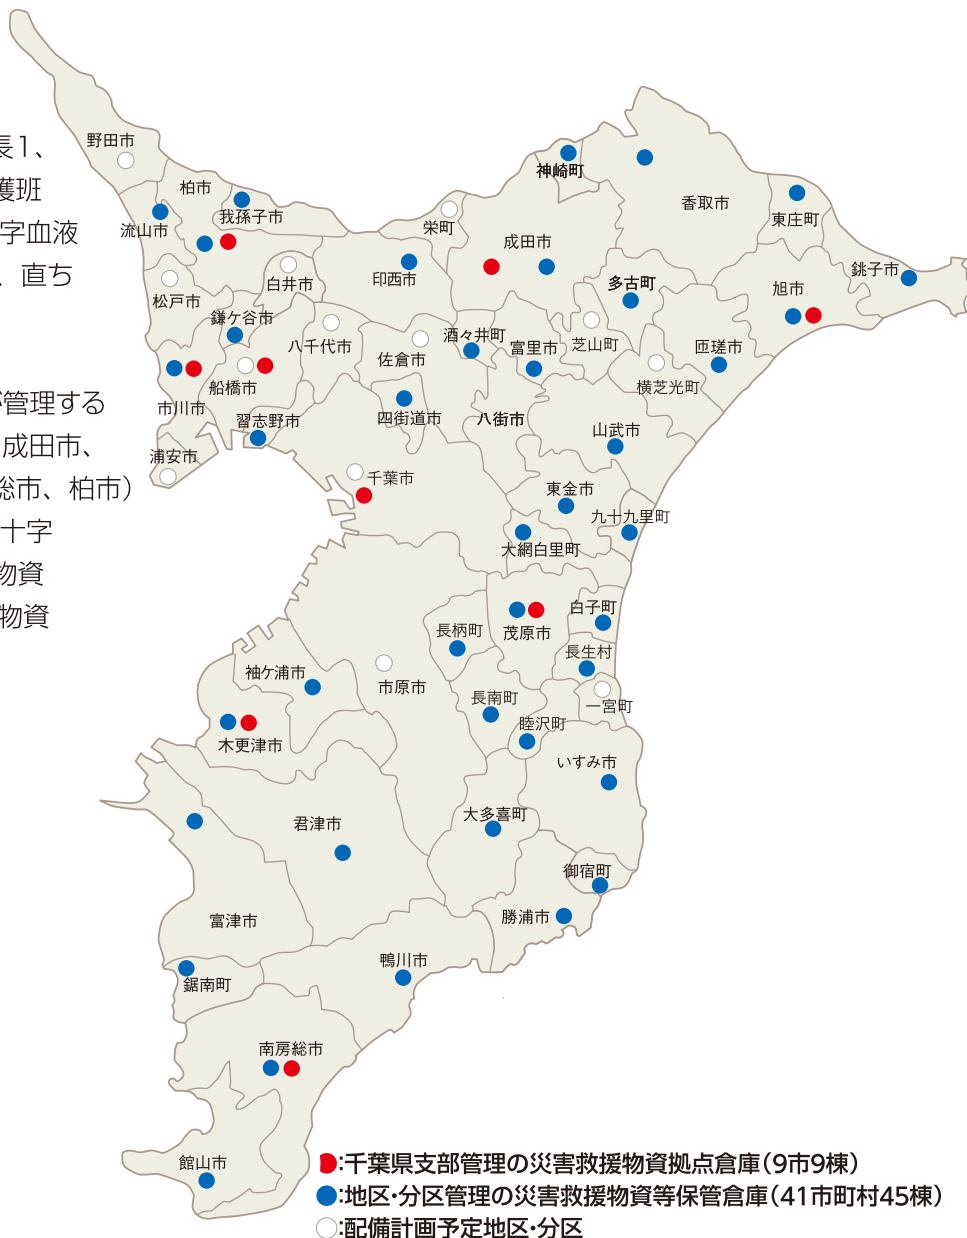 長1、
護班
字血液
、直ち
が管理する
成田市、
総市、柏市）
十字
物資
物資
野田市
柏市
我孫子市
流山市
松戸市
白井市
印西市
栄町
成田市
神崎町
香取市
東庄町
銚子市
旭市
多古町
匝瑳市
横芝光町
芝山町
富里市
酒々井町
佐倉市
八千代市
鎌ケ谷市
船橋市
市川市
習志野市
浦安市
四街道市
八街市
山武市
千葉市
東金市
九十九里町
大網白里町
白子町
茂原市
長柄町
長生村
一宮町
市原市
袖ケ浦市
長南町
睦沢町
木更津市
いすみ市
君津市
大多喜町
御宿町
勝浦市
富津市
鴨川市
鋸南町
南房総市
館山市
:千葉県支部管理の災害救援物資拠点倉庫（9市9棟）
:地区・分区管理の災害救援物資等保管倉庫（41市町村45棟）
:配備計画予定地区・分区